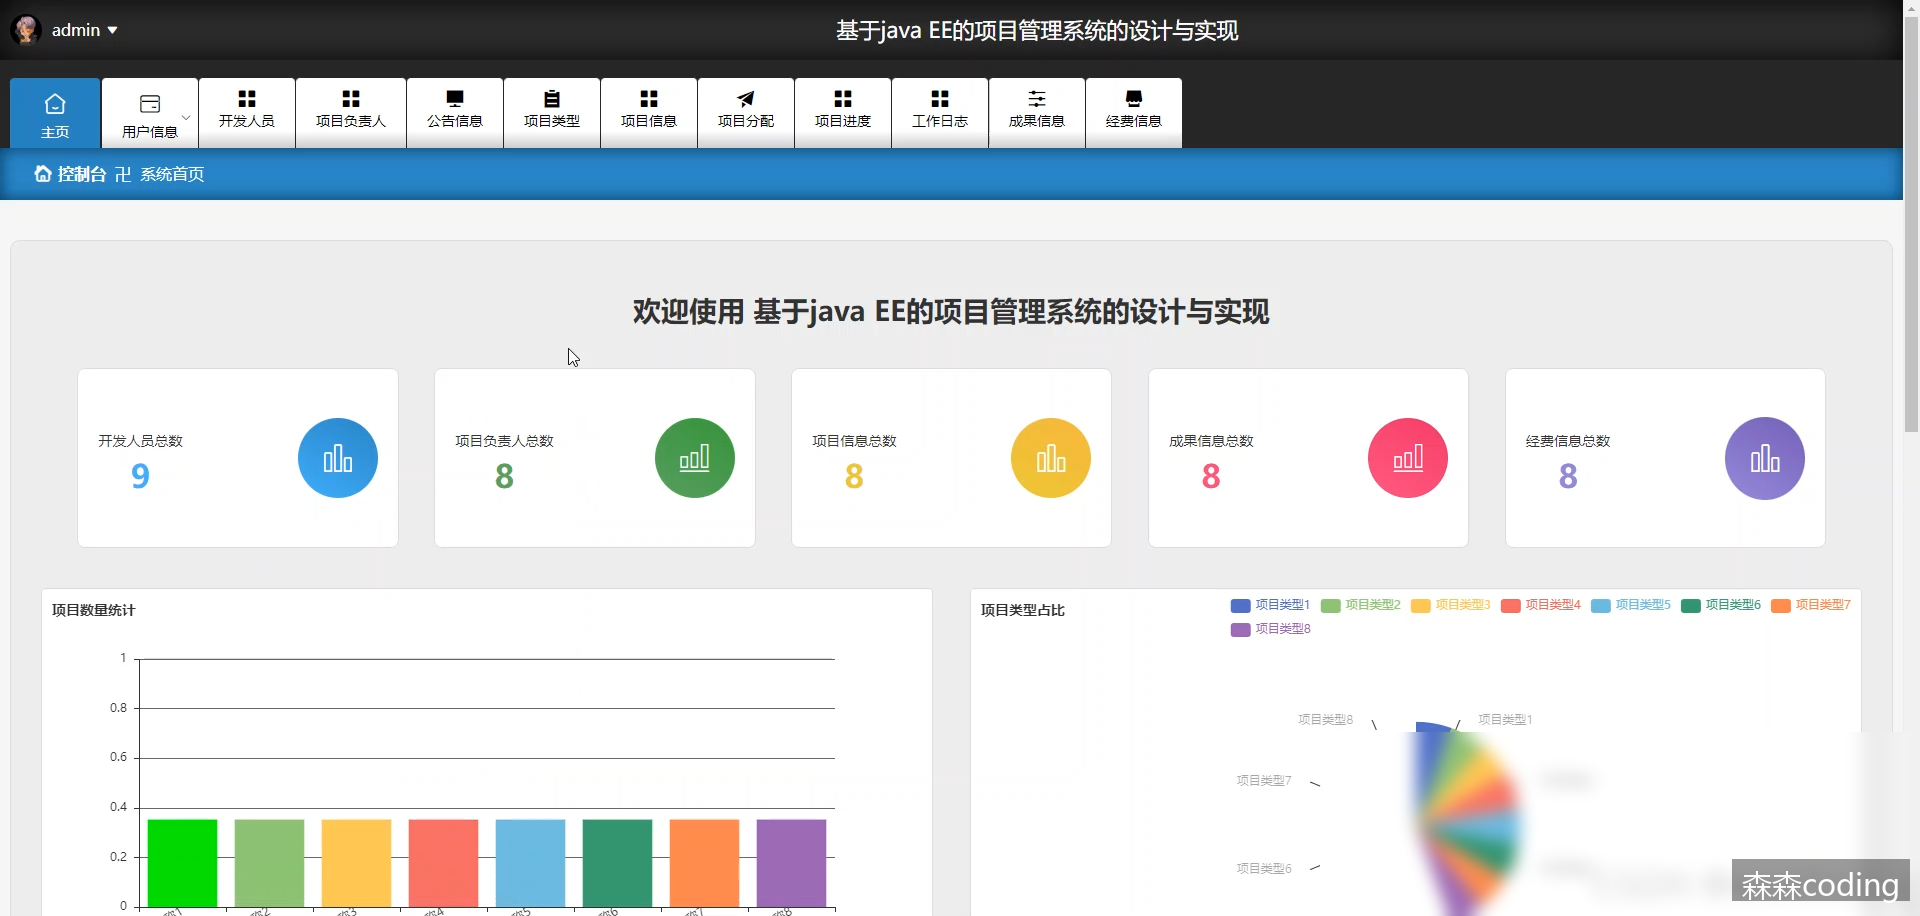 admin
基于java EE的项目管理系统的设计与实现
主页
用户信息
开发人员
项目负责人
公告信息
项目类型
项目信息
项目分配
项目进度
工作日志
成果信息
经费信息
控制台 卍 系统首页
欢迎使用 基于java EE的项目管理系统的设计与实现
开发人员总数
9
项目负责人总数
8
项目信息总数
8
成果信息总数
8
经费信息总数
8
项目数量统计
1
0.8
0.6
0.4
0.2
0
项目类型占比
项目类型1 项目类型2 项目类型3 项目类型4 项目类型5 项目类型6 项目类型7
项目类型8
项目类型8
项目类型1
项目类型7
项目类型6
森森coding